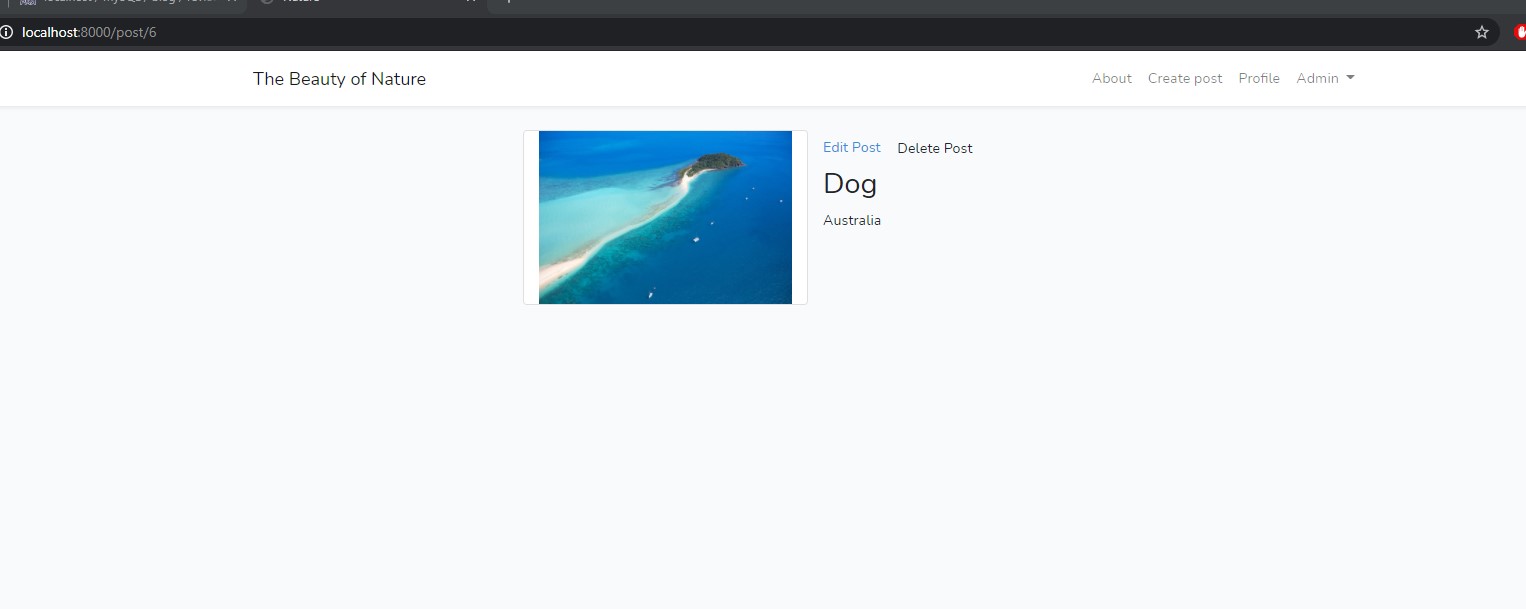 localhost:8000/post/6
The Beauty of Nature
About Create post Profile Admin
Edit Post Delete Post
Dog
Australia